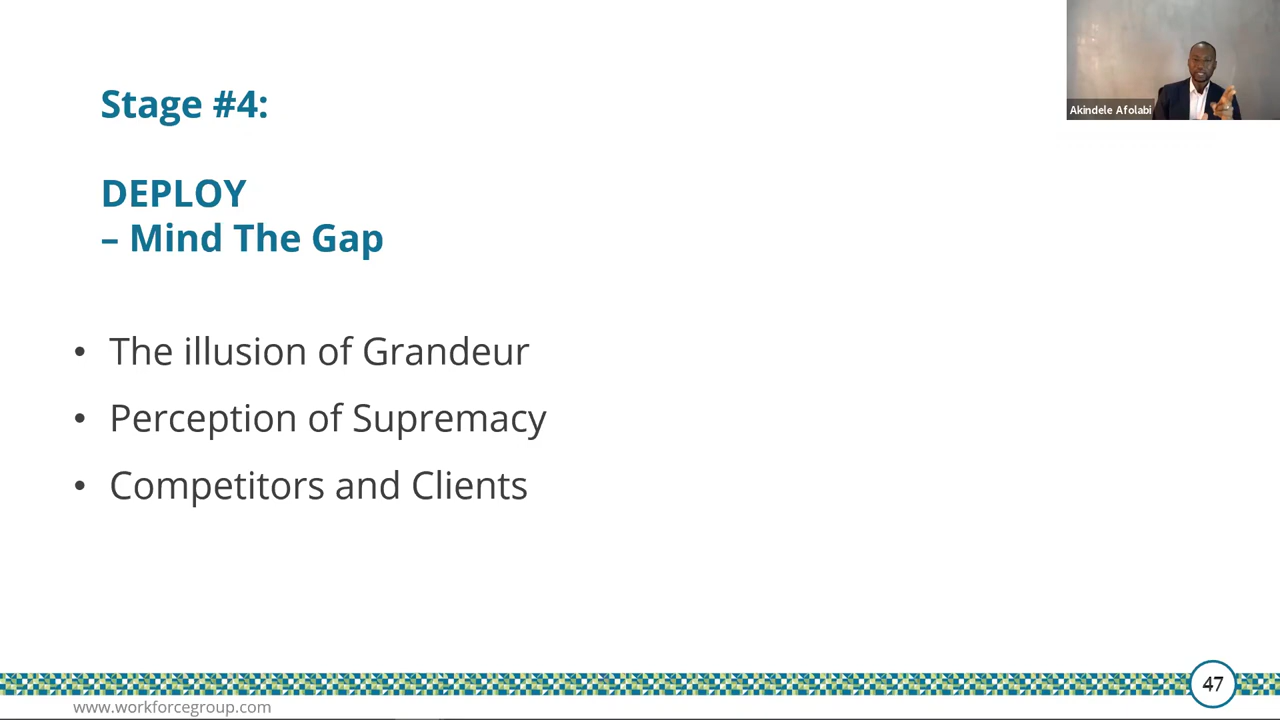 Stage #4:
DEPLOY
– Mind The Gap
• The illusion of Grandeur
• Perception of Supremacy
• Competitors and Clients
Akindele Afolabi
47
www.workforcegroup.com